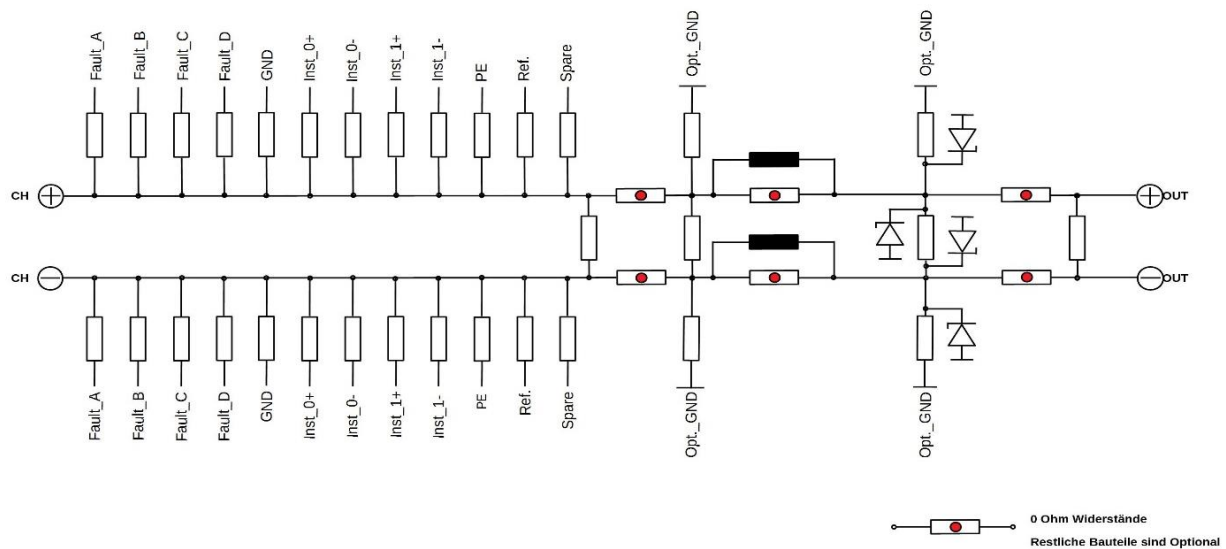 Fault_A
Fault_B
Fault_C
Fault_D
GND
Inst_0+
Inst_0-
Inst_1+
Inst_1-
PE
Ref.
Spare
Opt._GND
Opt._GND
CH
OUT
CH
OUT
Fault_A
Fault_B
Fault_C
Fault_D
GND
Inst_0+
Inst_0-
Inst_1+
Inst_1-
PE
Ref.
Spare
Opt._GND
Opt._GND
0 Ohm Widerstände
Restliche Bauteile sind Optional